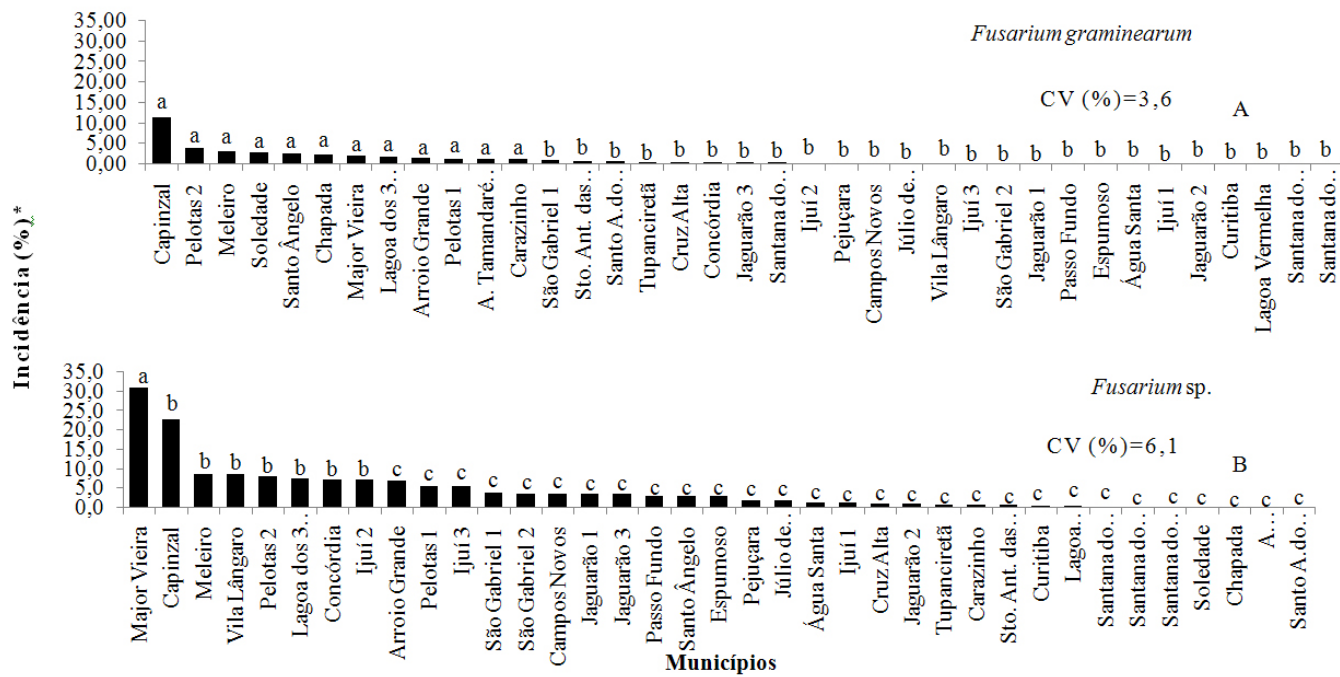 Incidência (%)*
35,00
30,00
25,00
20,00
15,00
10,00
5,00
0,00
Fusarium graminearum
CV (%)=3,6
A
a a a a a a a a a a a a b b b b b b b b b b b b b b b b b b b b b b b b b
Capinzal
Pelotas 2
Meleiro
Soledade
Santo Ângelo
Chapada
Major Vieira
Lagoa dos 3…
Arroio Grande
Pelotas 1
A. Tamandaré…
Carazinho
São Gabriel 1
Sto. Ant. das…
Santo A.do…
Tupanciretã
Cruz Alta
Concórdia
Jaguarão 3
Santana do…
Ijuí 2
Pejuçara
Campos Novos
Júlio de…
Vila Lângaro
Ijuí 3
São Gabriel 2
Jaguarão 1
Passo Fundo
Espumoso
Água Santa
Ijuí 1
Jaguarão 2
Curitiba
Lagoa Vermelha
Santana do…
Santana do…
35,0
30,0
25,0
20,0
15,0
10,0
5,0
0,0
Fusarium sp.
CV (%)=6,1
B
a b b b b b b b c c c c c c c c c c c c c c c c c c c c c c c c c c c c c
Major Vieira
Capinzal
Meleiro
Vila Lângaro
Pelotas 2
Lagoa dos 3…
Concórdia
Ijuí 2
Arroio Grande
Pelotas 1
Ijuí 3
São Gabriel 1
São Gabriel 2
Campos Novos
Jaguarão 1
Jaguarão 3
Passo Fundo
Santo Ângelo
Espumoso
Pejuçara
Júlio de…
Água Santa
Ijuí 1
Cruz Alta
Jaguarão 2
Tupanciretã
Carazinho
Sto. Ant. das…
Curitiba
Lagoa…
Santana do…
Santana do…
Santana do…
Soledade
Chapada
A…
Santo A.do…
Municípios